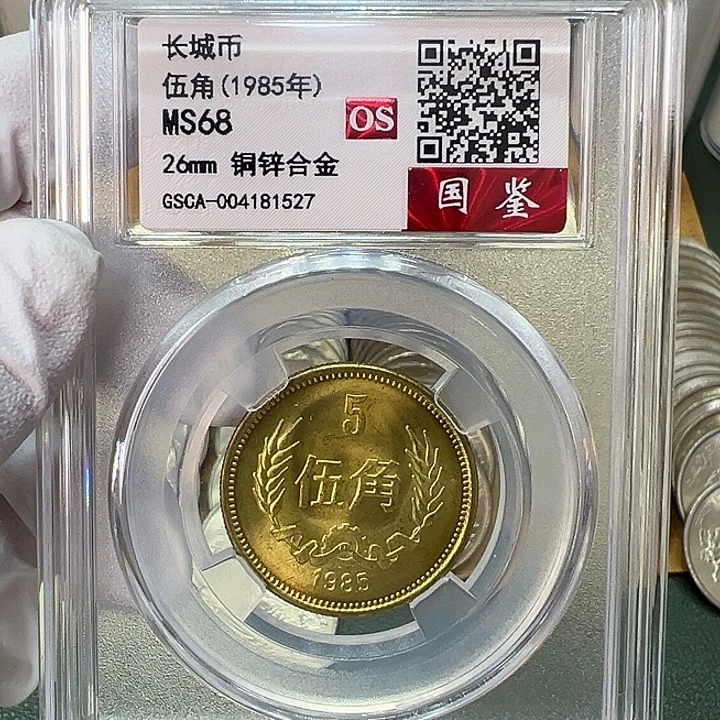 长城币
伍角(1985年)
MS68
OS
26mm 铜锌合金
GSCA-004181527
国鉴
5
伍角
1985